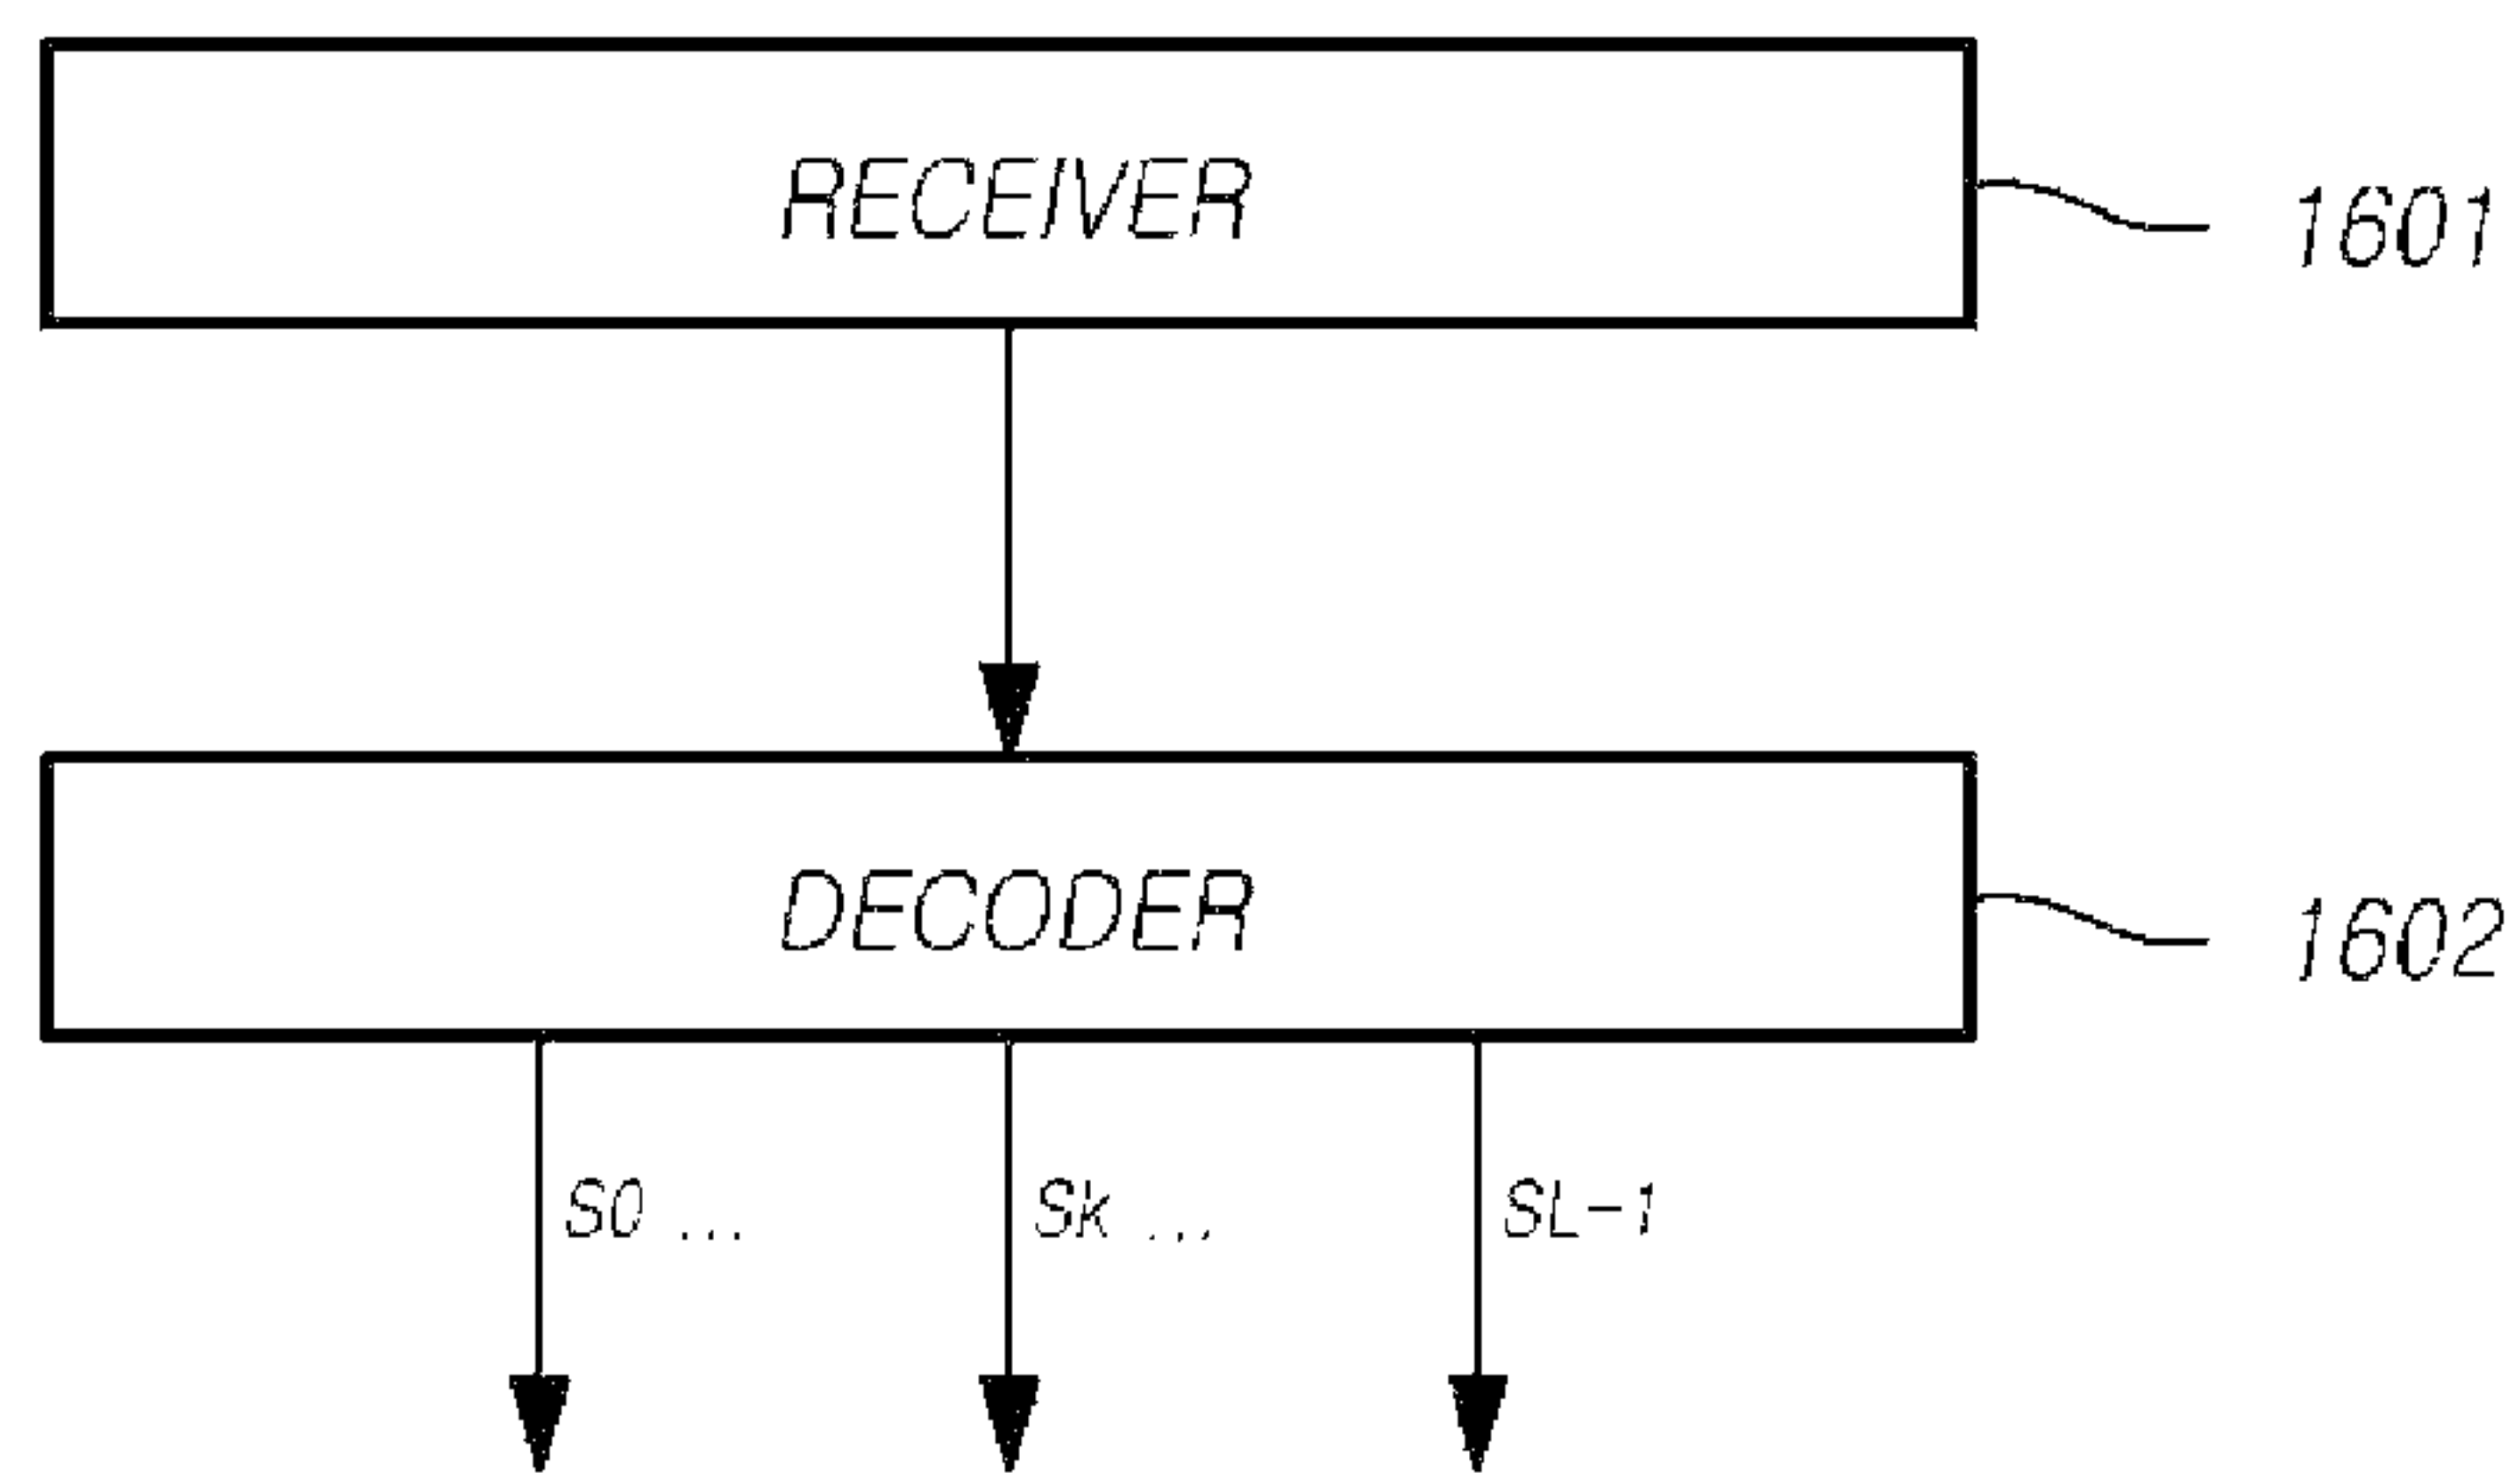 RECEIVER
1601
DECODER
1602
S0 ... Sk ... SL-1